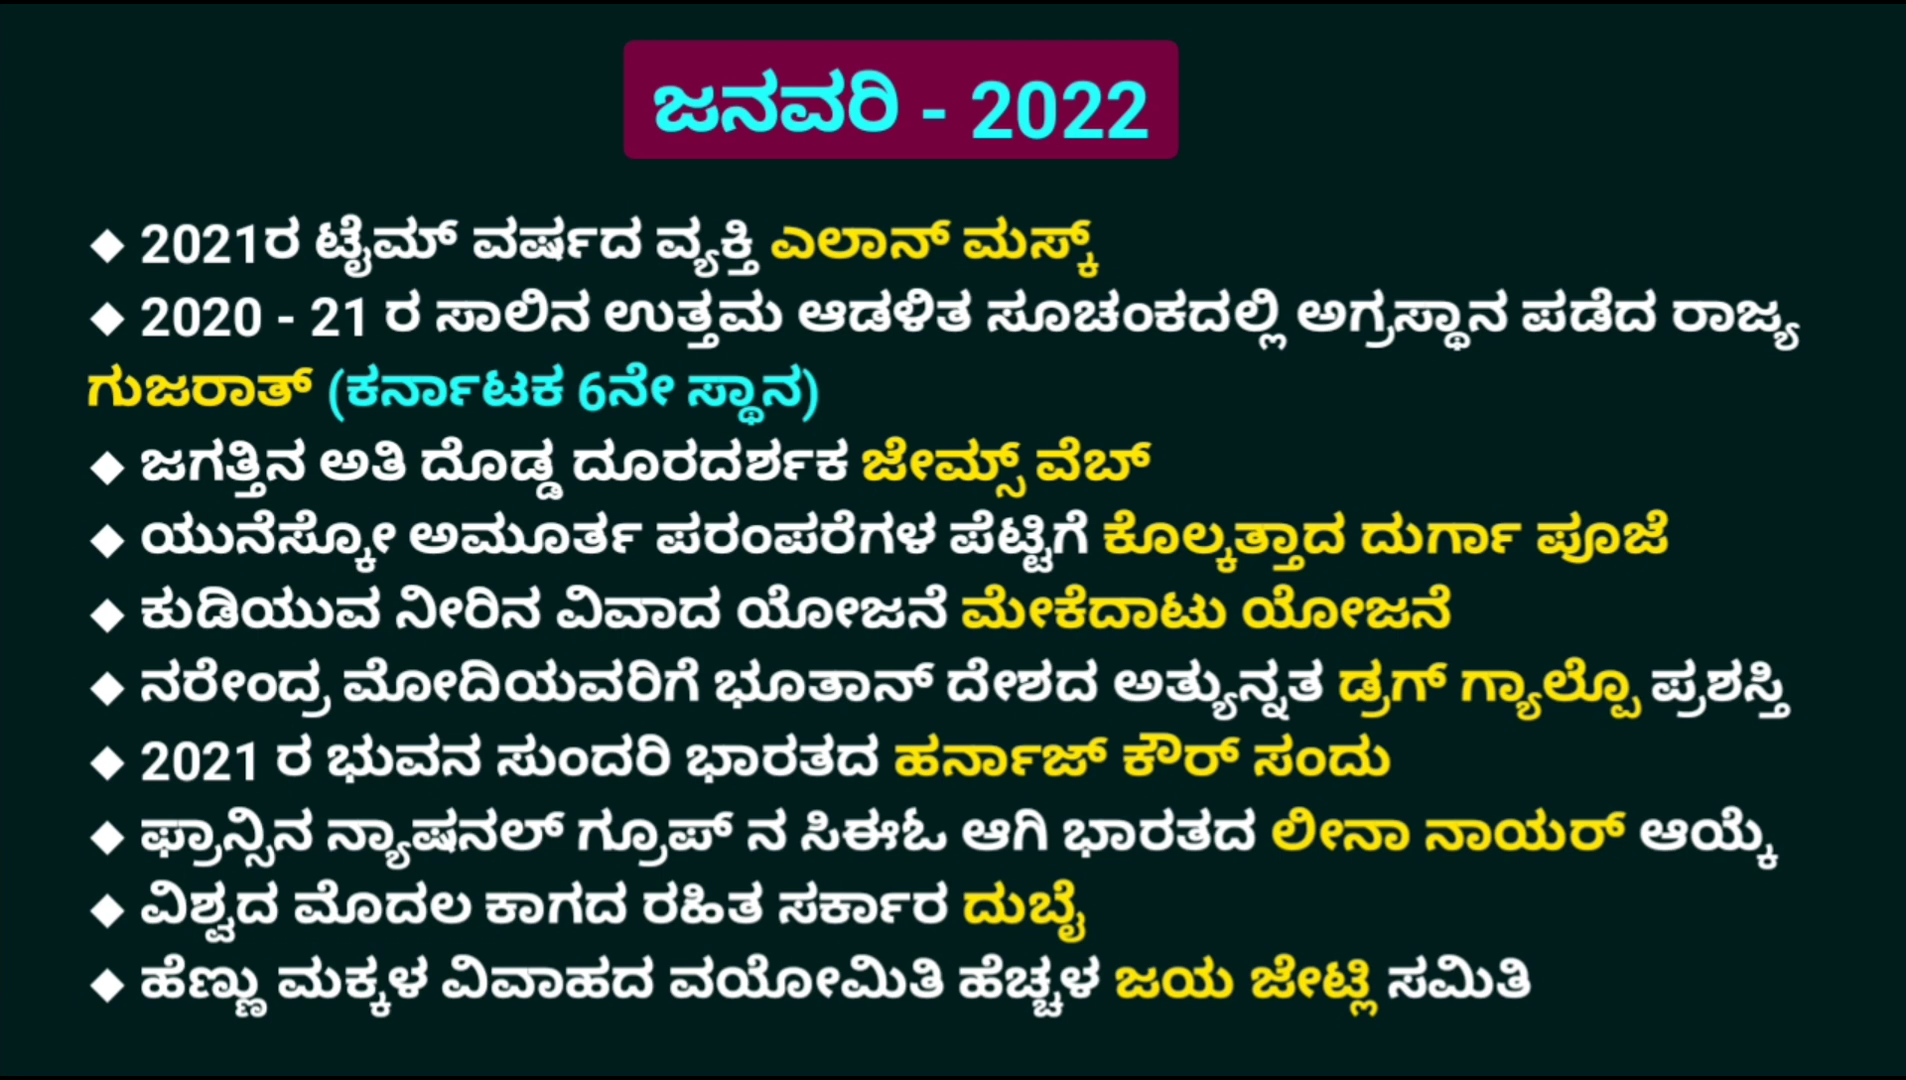 ಜನವರಿ - 2022
◆ 2021ರ ಟೈಮ್ ವರ್ಷದ ವ್ಯಕ್ತಿ ಎಲಾನ್ ಮಸ್ಕ್
◆ 2020 - 21 ರ ಸಾಲಿನ ಉತ್ತಮ ಆಡಳಿತ ಸೂಚಂಕದಲ್ಲಿ ಅಗ್ರಸ್ಥಾನ ಪಡೆದ ರಾಜ್ಯ
ಗುಜರಾತ್ (ಕರ್ನಾಟಕ 6ನೇ ಸ್ಥಾನ)
◆ ಜಗತ್ತಿನ ಅತಿ ದೊಡ್ಡ ದೂರದರ್ಶಕ ಜೇಮ್ಸ್ ವೆಬ್
◆ ಯುನೆಸ್ಕೋ ಅಮೂರ್ತ ಪರಂಪರೆಗಳ ಪೆಟ್ಟಿಗೆ ಕೊಲ್ಕತ್ತಾದ ದುರ್ಗಾ ಪೂಜೆ
◆ ಕುಡಿಯುವ ನೀರಿನ ವಿವಾದ ಯೋಜನೆ ಮೇಕೆದಾಟು ಯೋಜನೆ
◆ ನರೇಂದ್ರ ಮೋದಿಯವರಿಗೆ ಭೂತಾನ್ ದೇಶದ ಅತ್ಯುನ್ನತ ಡ್ರಗ್ ಗ್ಯಾಲ್ಪೊ ಪ್ರಶಸ್ತಿ
◆ 2021 ರ ಭುವನ ಸುಂದರಿ ಭಾರತದ ಹರ್ನಾಜ್ ಕೌರ್ ಸಂದು
◆ ಫ್ರಾನ್ಸಿನ ನ್ಯಾಷನಲ್ ಗ್ರೂಪ್ ನ ಸಿಈಓ ಆಗಿ ಭಾರತದ ಲೀನಾ ನಾಯರ್ ಆಯ್ಕೆ
◆ ವಿಶ್ವದ ಮೊದಲ ಕಾಗದ ರಹಿತ ಸರ್ಕಾರ ದುಬೈ
◆ ಹೆಣ್ಣು ಮಕ್ಕಳ ವಿವಾಹದ ವಯೋಮಿತಿ ಹೆಚ್ಚಳ ಜಯ ಜೇಟ್ಲಿ ಸಮಿತಿ